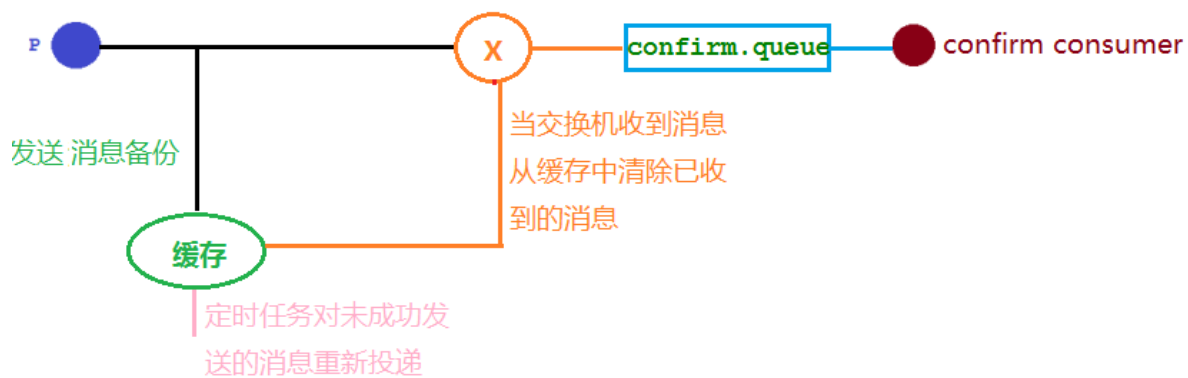 P
X
confirm.queue
confirm consumer
发送 消息备份
当交换机收到消息
从缓存中清除已收
到的消息
缓存
定时任务对未成功发
送的消息重新投递